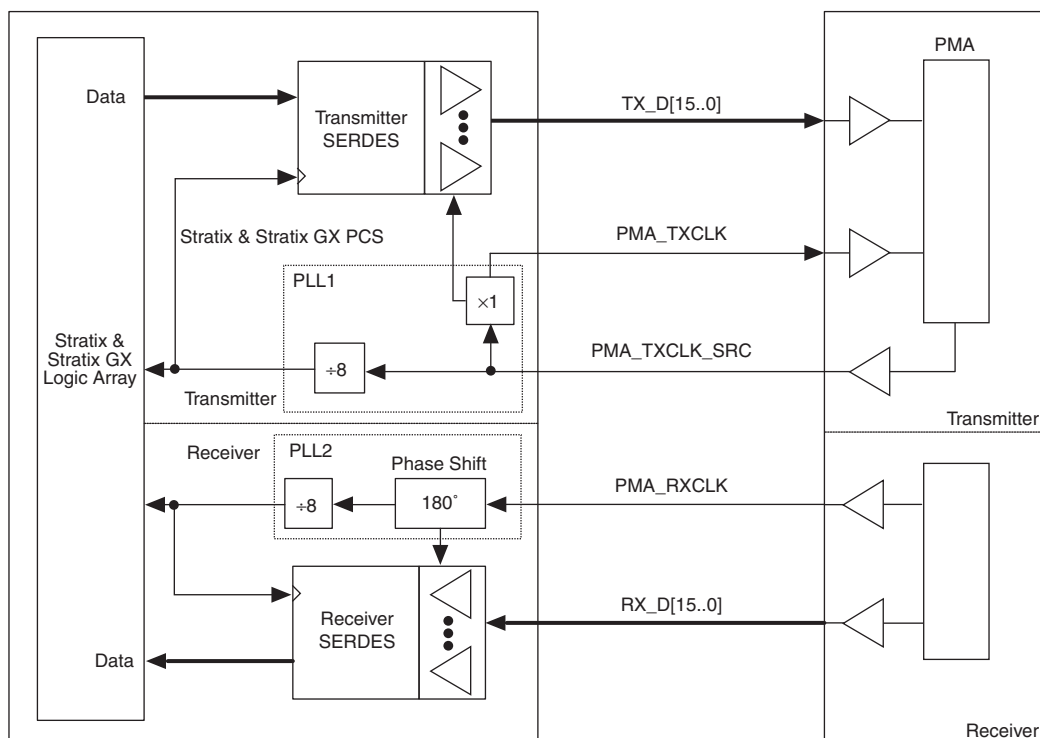 PMA
Data
Transmitter
SERDES
TX_D[15..0]
Stratix & Stratix GX PCS
PMA_TXCLK
PLL1
×1
Stratix &
Stratix GX
Logic Array
÷8
PMA_TXCLK_SRC
Transmitter
Transmitter
Receiver
PLL2
Phase Shift
÷8
180˚
PMA_RXCLK
Receiver
SERDES
RX_D[15..0]
Data
Receiver